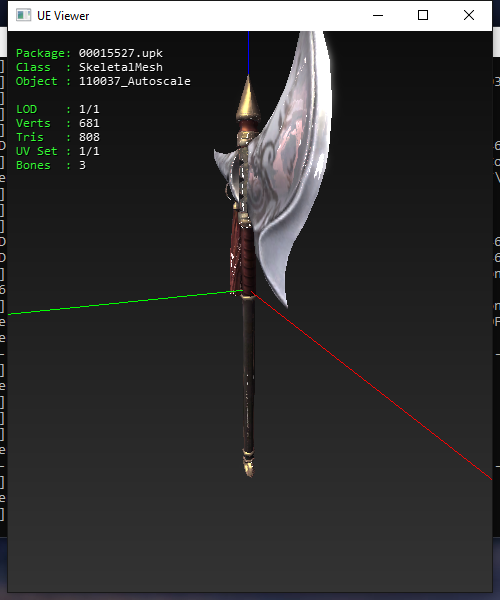 UE Viewer
Package: 00015527.upk
Class  : SkeletalMesh
Object : 110037_Autoscale
LOD    : 1/1
Verts  : 681
Tris   : 808
UV Set : 1/1
Bones  : 3